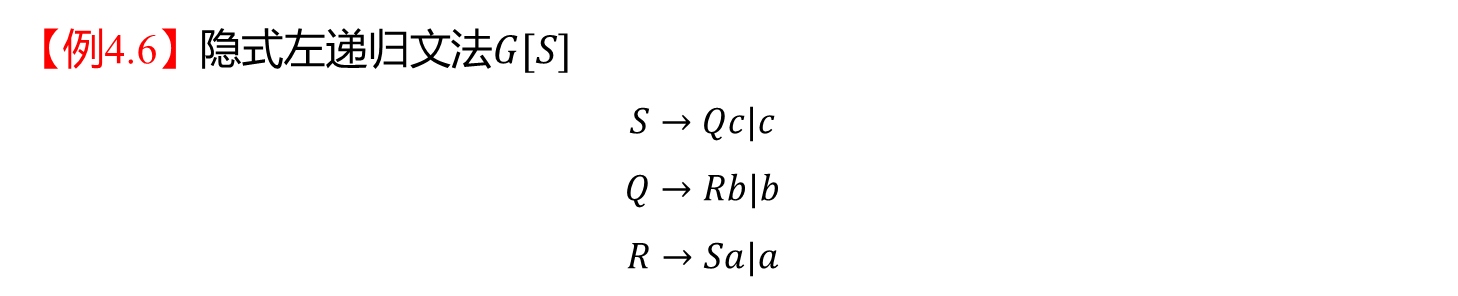 【例4.6】隐式左递归文法G[S]
S → Qc|c
Q → Rb|b
R → Sa|a